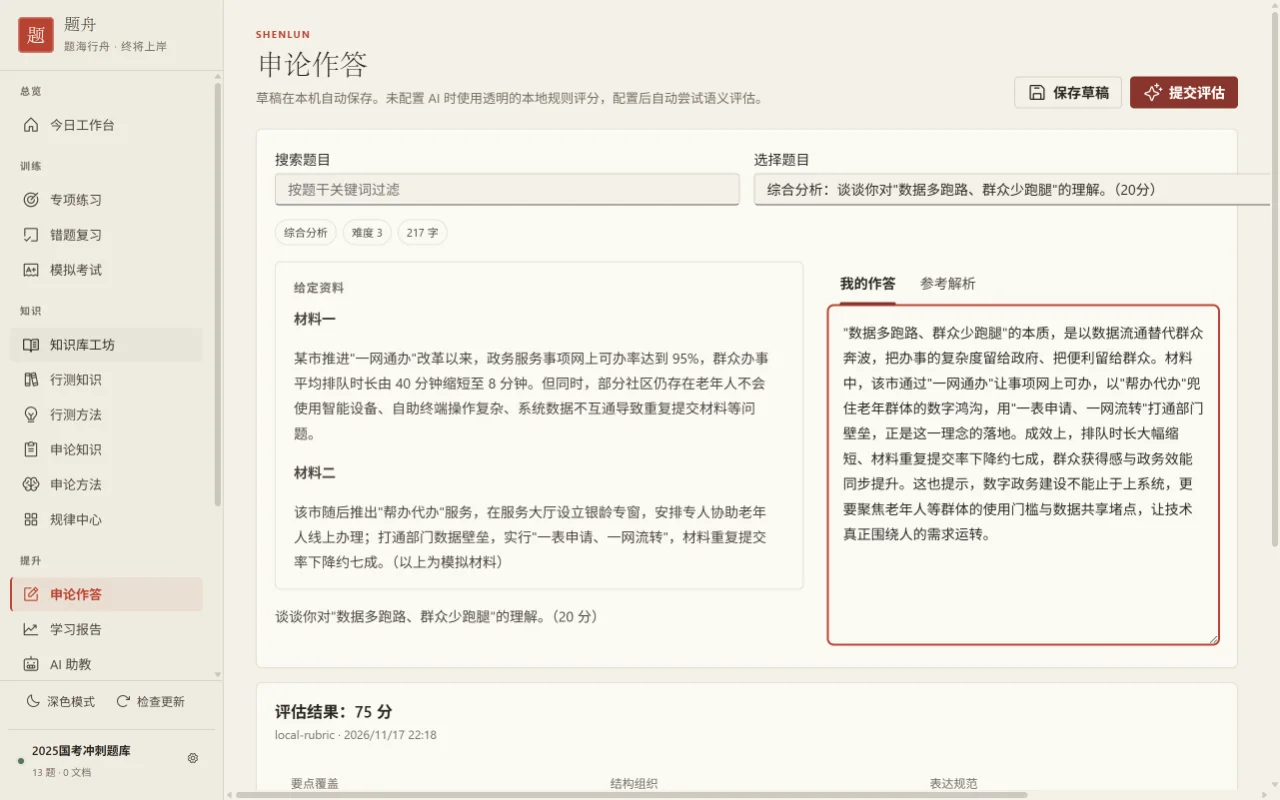 题
题舟
题海行舟 · 终将上岸
总览
今日工作台
训练
专项练习
错题复习
模拟考试
知识
知识库工坊
行测知识
行测方法
申论知识
申论方法
规律中心
提升
申论作答
学习报告
AI 助教
深色模式
检查更新
2025国考冲刺题库
13 题 · 0 文档
SHENLUN
申论作答
草稿在本机自动保存。未配置 AI 时使用透明的本地规则评分，配置后自动尝试语义评估。
保存草稿
提交评估
搜索题目
按题干关键词过滤
选择题目
综合分析：谈谈你对"数据多跑路、群众少跑腿"的理解。（20分）
综合分析
难度 3
217 字
给定资料
材料一
某市推进"一网通办"改革以来，政务服务事项网上可办率达到 95%，群众办事
平均排队时长由 40 分钟缩短至 8 分钟。但同时，部分社区仍存在老年人不会
使用智能设备、自助终端操作复杂、系统数据不互通导致重复提交材料等问
题。
材料二
该市随后推出"帮办代办"服务，在服务大厅设立银龄专窗，安排专人协助老年
人线上办理；打通部门数据壁垒，实行"一表申请、一网流转"，材料重复提交
率下降约七成。（以上为模拟材料）
谈谈你对"数据多跑路、群众少跑腿"的理解。（20 分）
我的作答
参考解析
"数据多跑路、群众少跑腿"的本质，是以数据流通替代群众
奔波，把办事的复杂度留给政府、把便利留给群众。材料
中，该市通过"一网通办"让事项网上可办，以"帮办代办"兜
住老年群体的数字鸿沟，用"一表申请、一网流转"打通部门
壁垒，正是这一理念的落地。成效上，排队时长大幅缩
短、材料重复提交率下降约七成，群众获得感与政务效能
同步提升。这也提示，数字政务建设不能止于上系统，更
要聚焦老年人等群体的使用门槛与数据共享堵点，让技术
真正围绕人的需求运转。
评估结果：75 分
local-rubric · 2026/11/17 22:18
要点覆盖
结构组织
表达规范